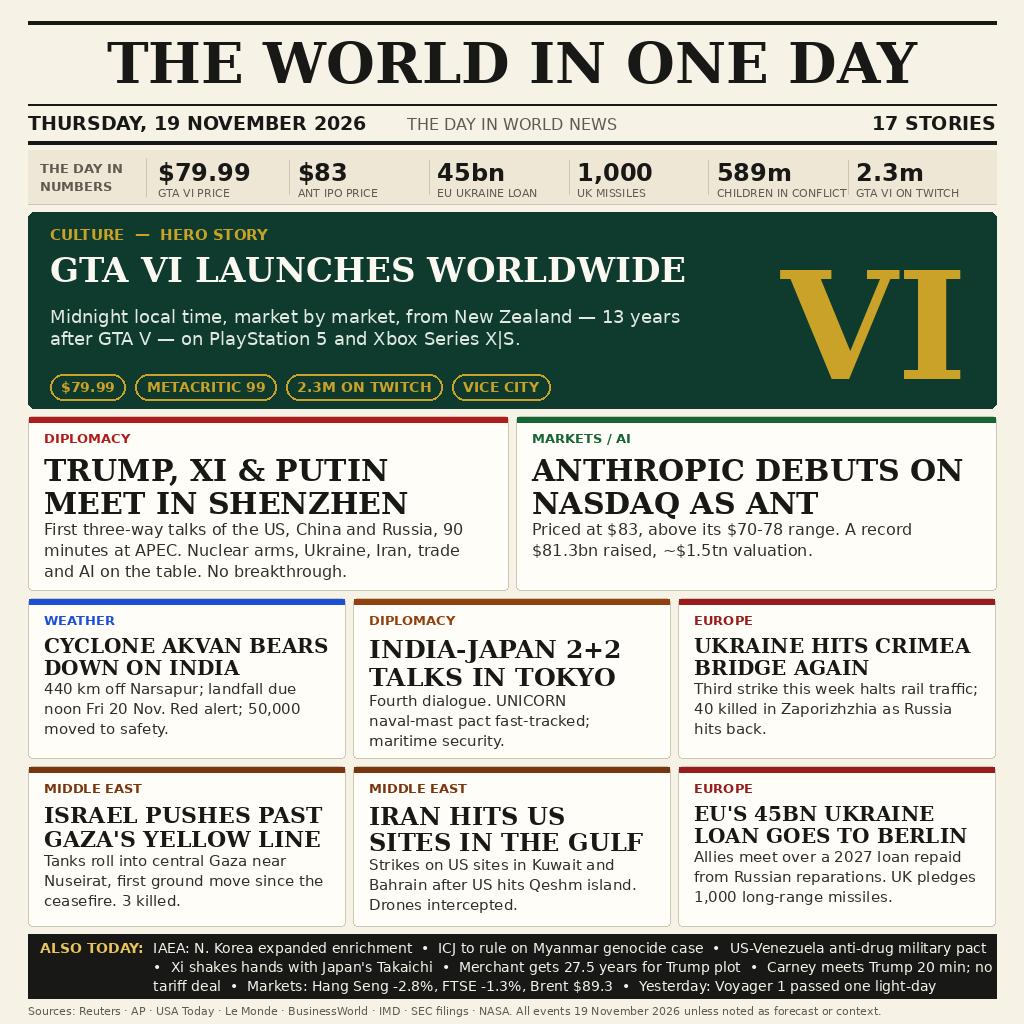 THE WORLD IN ONE DAY
THURSDAY, 19 NOVEMBER 2026
THE DAY IN WORLD NEWS
17 STORIES
THE DAY IN
NUMBERS
$79.99
GTA VI PRICE
$83
ANT IPO PRICE
45bn
EU UKRAINE LOAN
1,000
UK MISSILES
589m
CHILDREN IN CONFLICT
2.3m
GTA VI ON TWITCH
CULTURE — HERO STORY
GTA VI LAUNCHES WORLDWIDE
Midnight local time, market by market, from New Zealand — 13 years
after GTA V — on PlayStation 5 and Xbox Series X|S.
$79.99
METACRITIC 99
2.3M ON TWITCH
VICE CITY
VI
DIPLOMACY
TRUMP, XI & PUTIN
MEET IN SHENZHEN
First three-way talks of the US, China and Russia, 90
minutes at APEC. Nuclear arms, Ukraine, Iran, trade
and AI on the table. No breakthrough.
MARKETS / AI
ANTHROPIC DEBUTS ON
NASDAQ AS ANT
Priced at $83, above its $70-78 range. A record
$81.3bn raised, ~$1.5tn valuation.
WEATHER
CYCLONE AKVAN BEARS
DOWN ON INDIA
440 km off Narsapur; landfall due
noon Fri 20 Nov. Red alert; 50,000
moved to safety.
DIPLOMACY
INDIA-JAPAN 2+2
TALKS IN TOKYO
Fourth dialogue. UNICORN
naval-mast pact fast-tracked;
maritime security.
EUROPE
UKRAINE HITS CRIMEA
BRIDGE AGAIN
Third strike this week halts rail traffic;
40 killed in Zaporizhzhia as Russia
hits back.
MIDDLE EAST
ISRAEL PUSHES PAST
GAZA'S YELLOW LINE
Tanks roll into central Gaza near
Nuseirat, first ground move since the
ceasefire. 3 killed.
MIDDLE EAST
IRAN HITS US
SITES IN THE GULF
Strikes on US sites in Kuwait and
Bahrain after US hits Qeshm island.
Drones intercepted.
EUROPE
EU'S 45BN UKRAINE
LOAN GOES TO BERLIN
Allies meet over a 2027 loan repaid
from Russian reparations. UK pledges
1,000 long-range missiles.
ALSO TODAY: IAEA: N. Korea expanded enrichment • ICJ to rule on Myanmar genocide case • US-Venezuela anti-drug military pact
• Xi shakes hands with Japan's Takaichi • Merchant gets 27.5 years for Trump plot • Carney meets Trump 20 min; no
tariff deal • Markets: Hang Seng -2.8%, FTSE -1.3%, Brent $89.3 • Yesterday: Voyager 1 passed one light-day
Sources: Reuters · AP · USA Today · Le Monde · BusinessWorld · IMD · SEC filings · NASA. All events 19 November 2026 unless noted as forecast or context.